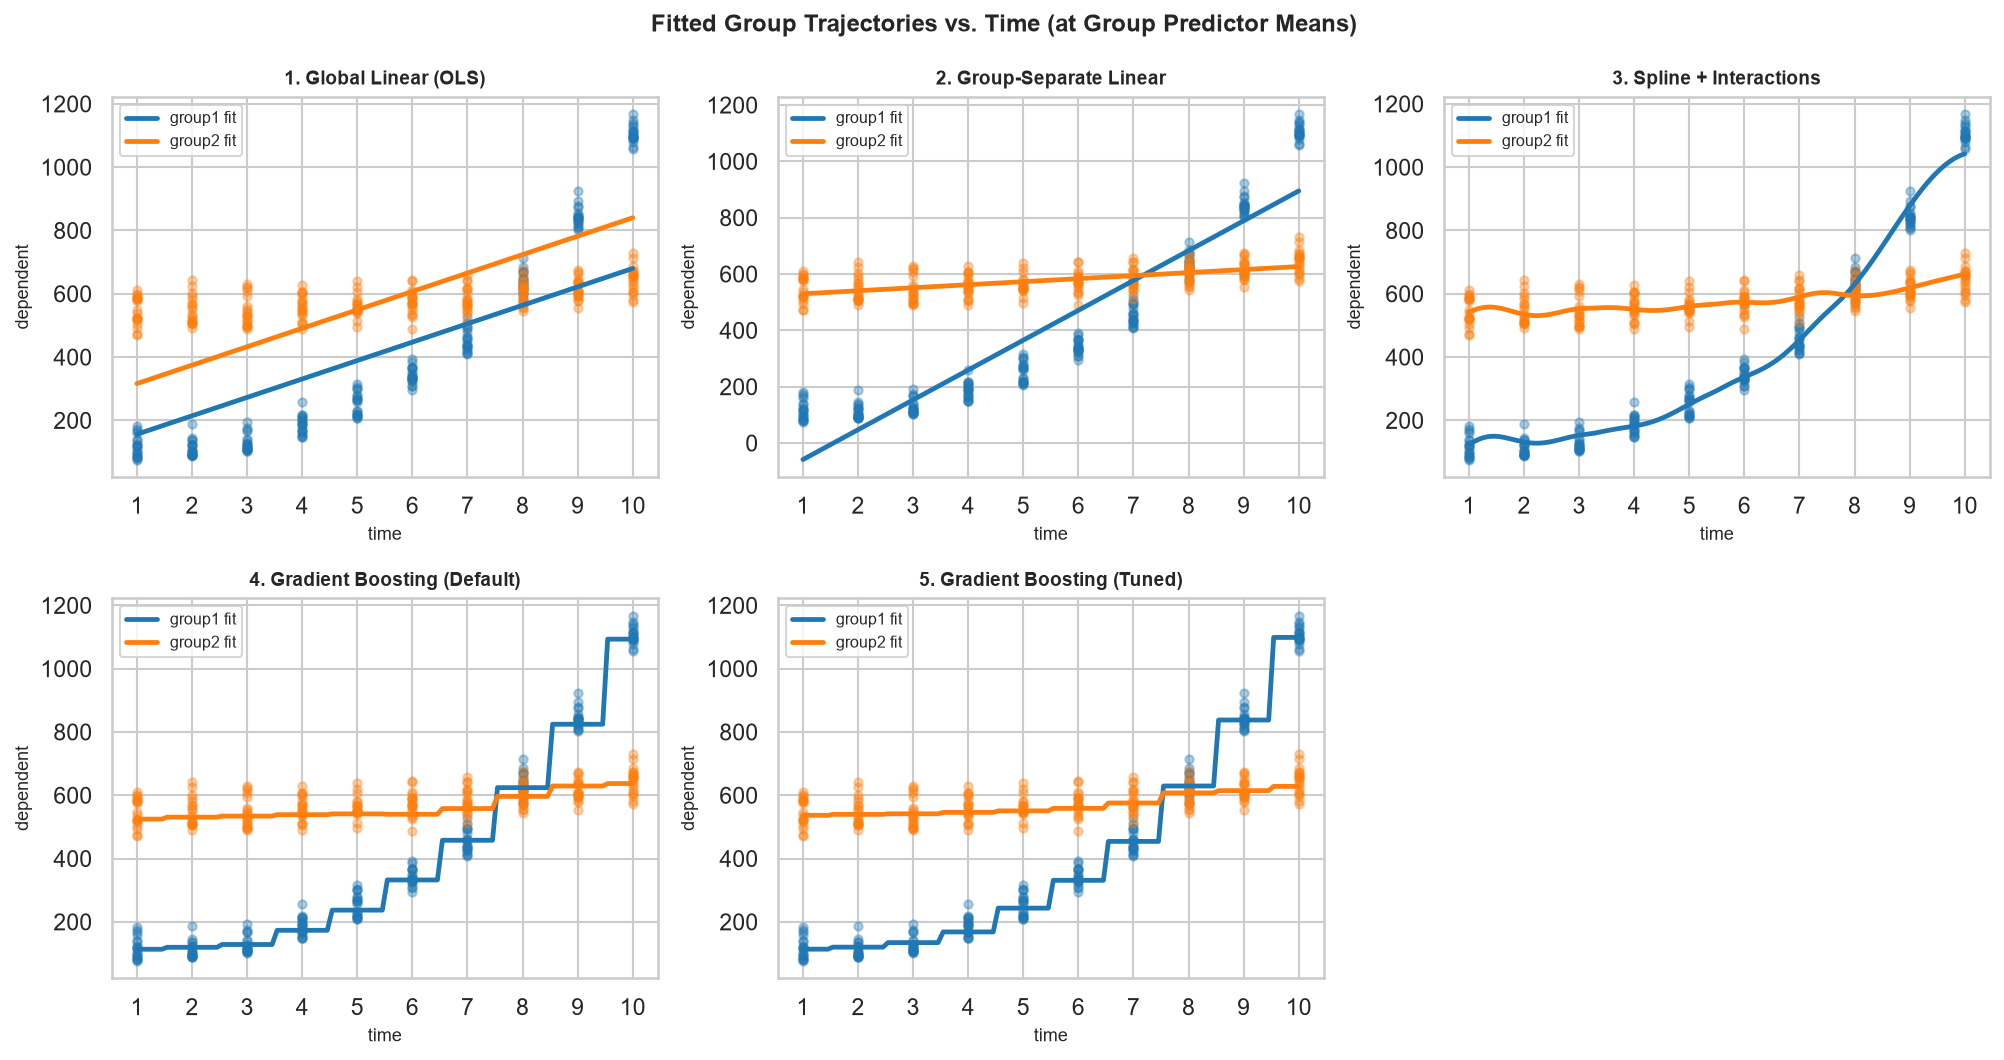 Fitted Group Trajectories vs. Time (at Group Predictor Means)
1. Global Linear (OLS)
group1 fit
group2 fit
1200
1000
800
600
400
200
dependent
1 2 3 4 5 6 7 8 9 10
time
2. Group-Separate Linear
group1 fit
group2 fit
1200
1000
800
600
400
200
0
dependent
1 2 3 4 5 6 7 8 9 10
time
3. Spline + Interactions
group1 fit
group2 fit
1200
1000
800
600
400
200
dependent
1 2 3 4 5 6 7 8 9 10
time
4. Gradient Boosting (Default)
group1 fit
group2 fit
1200
1000
800
600
400
200
dependent
1 2 3 4 5 6 7 8 9 10
time
5. Gradient Boosting (Tuned)
group1 fit
group2 fit
1200
1000
800
600
400
200
dependent
1 2 3 4 5 6 7 8 9 10
time